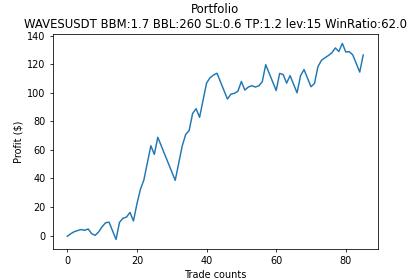 Portfolio
WAVESUSDT BBM:1.7 BBL:260 SL:0.6 TP:1.2 lev:15 WinRatio:62.0
140
120
100
80
60
40
20
0
Profit ($)
0 20 40 60 80
Trade counts